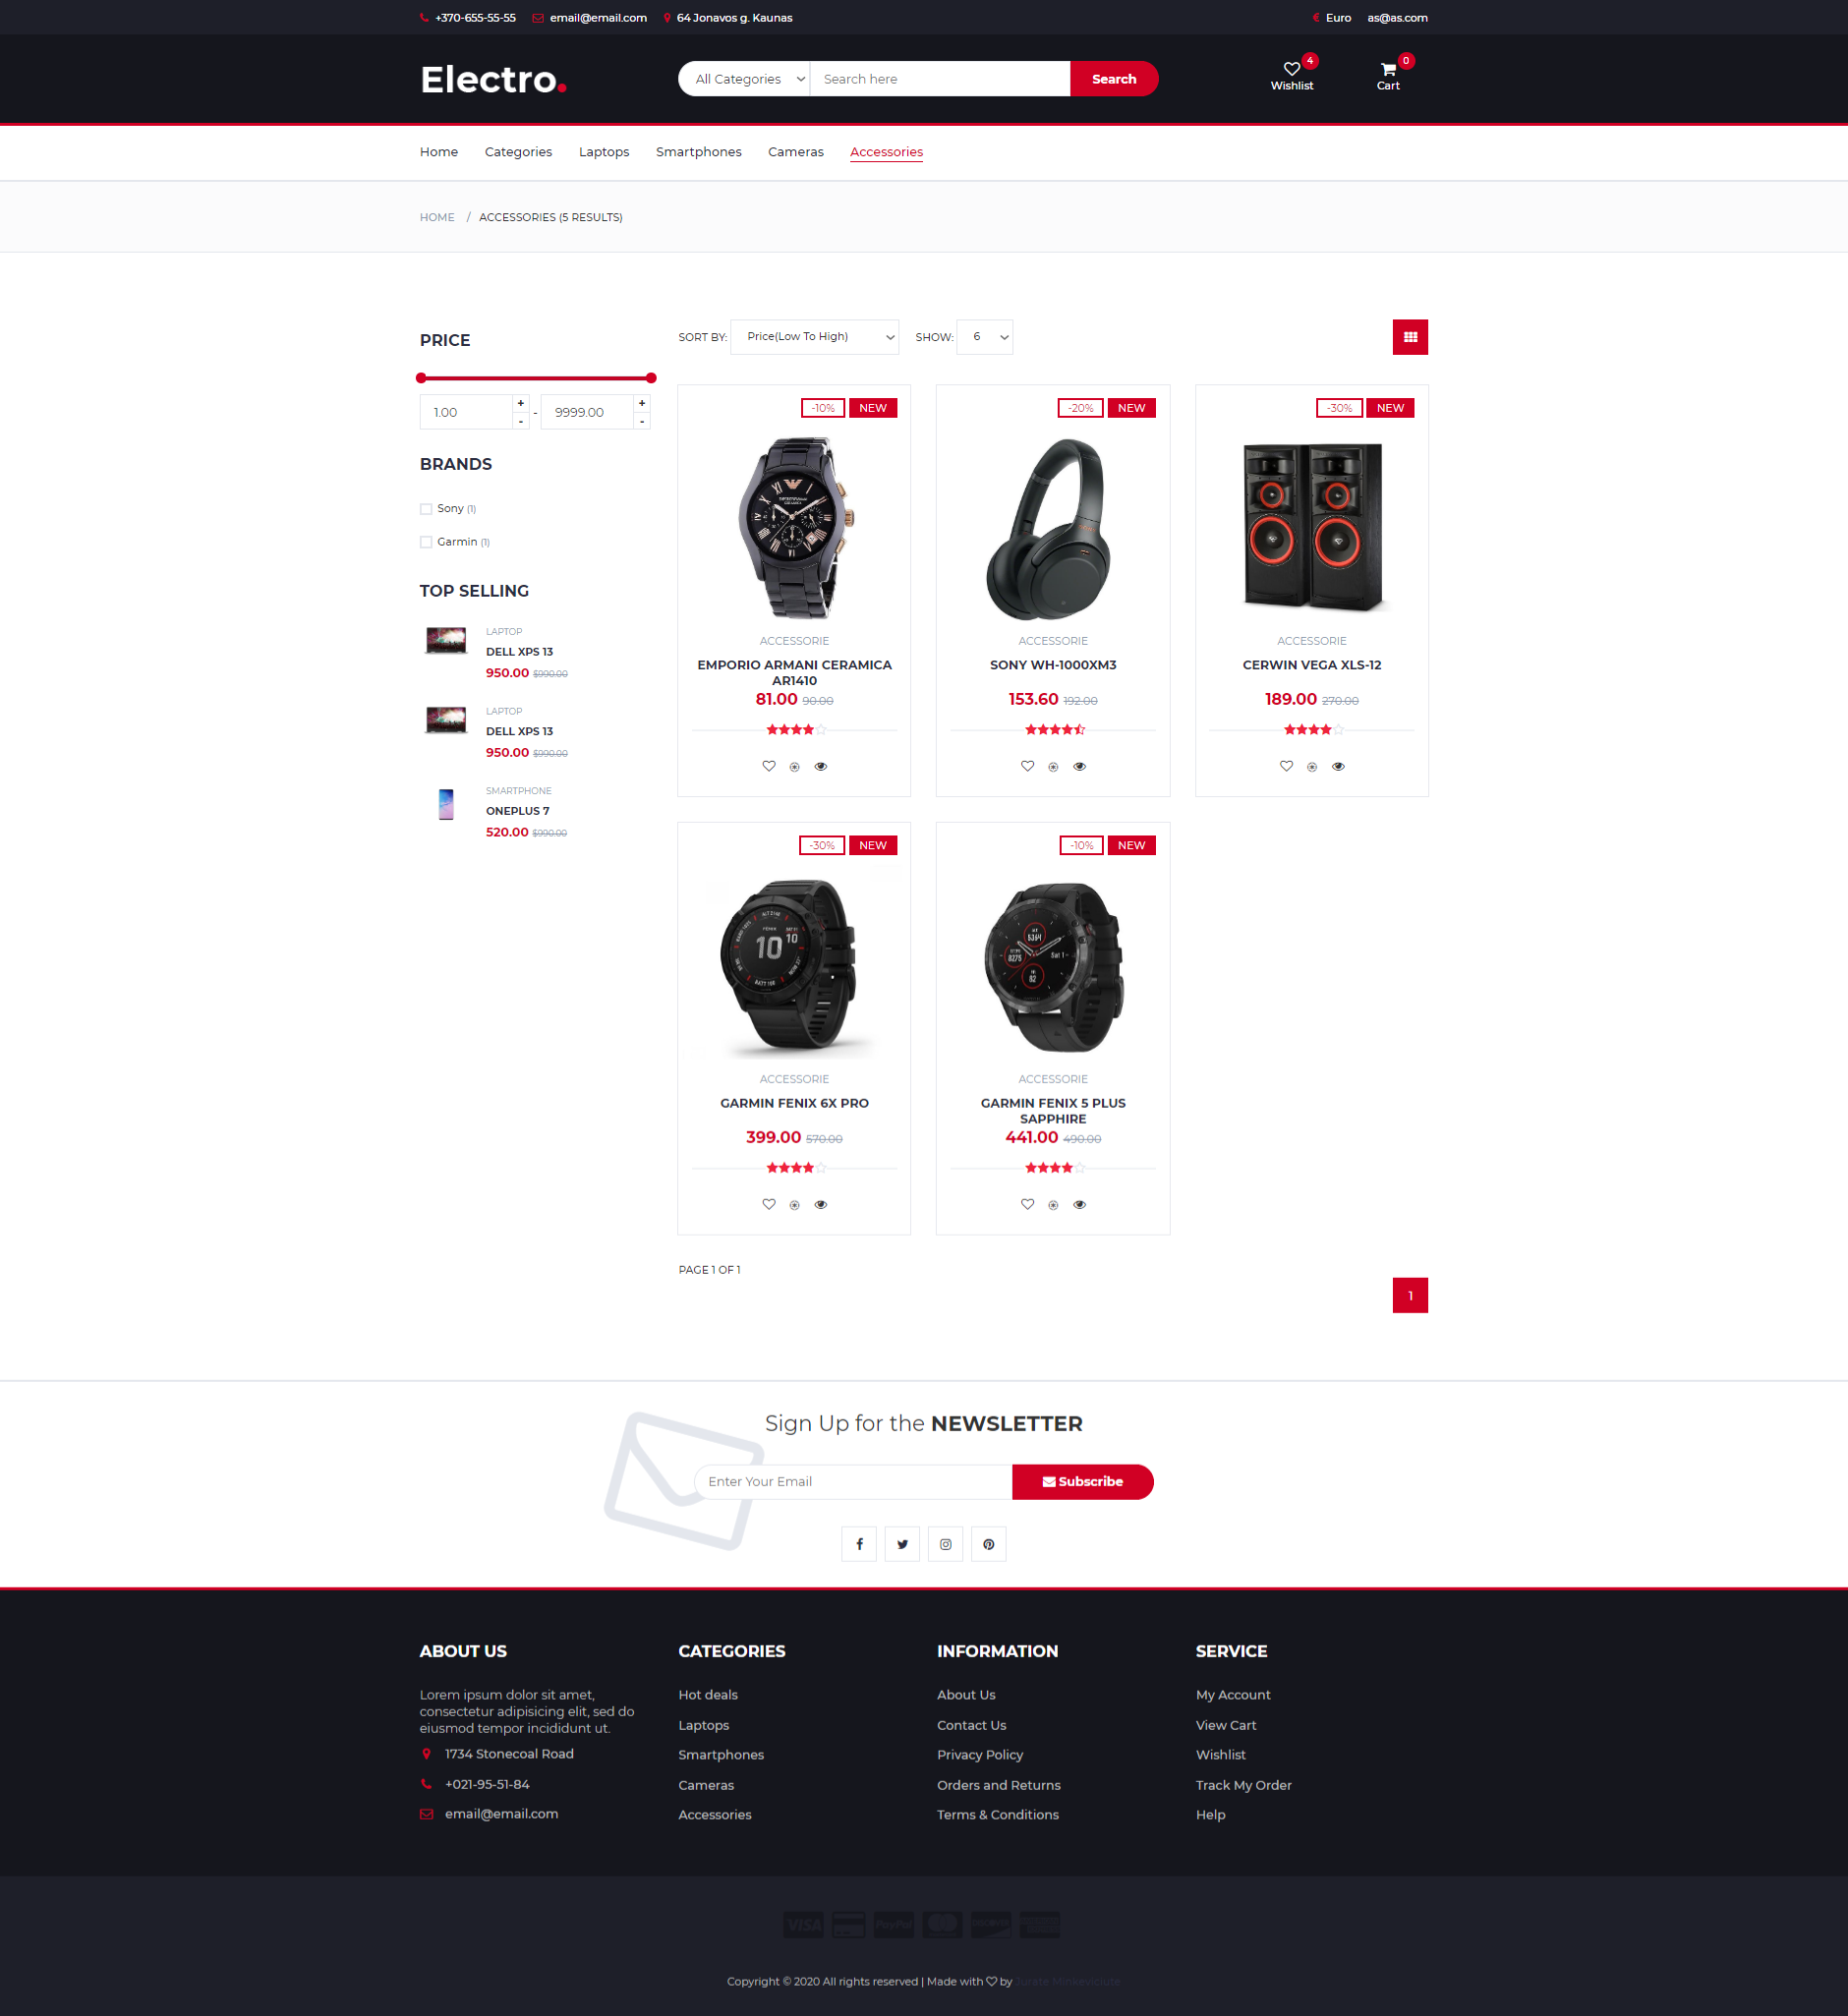 +370-655-55-55 email@email.com 64 Jonavos g. Kaunas € Euro as@as.com
Electro.
All Categories Search here Search
4
Wishlist
0
Cart
Home Categories Laptops Smartphones Cameras Accessories
HOME / ACCESSORIES (5 RESULTS)
PRICE
1.00 + - - 9999.00 + -
BRANDS
Sony (1)
Garmin (1)
TOP SELLING
LAPTOP
DELL XPS 13
950.00 $990.00
LAPTOP
DELL XPS 13
950.00 $990.00
SMARTPHONE
ONEPLUS 7
520.00 $990.00
SORT BY: Price(Low To High) SHOW: 6
-10% NEW
ACCESSORIE
EMPORIO ARMANI CERAMICA
AR1410
81.00 90.00
-20% NEW
ACCESSORIE
SONY WH-1000XM3
153.60 192.00
-30% NEW
ACCESSORIE
CERWIN VEGA XLS-12
189.00 270.00
-30% NEW
FENIX
10 10
ACCESSORIE
GARMIN FENIX 6X PRO
399.00 570.00
-10% NEW
5364
8275 Sat 1
82
ACCESSORIE
GARMIN FENIX 5 PLUS
SAPPHIRE
441.00 490.00
PAGE 1 OF 1
1
Sign Up for the NEWSLETTER
Enter Your Email Subscribe
ABOUT US
Lorem ipsum dolor sit amet,
consectetur adipisicing elit, sed do
eiusmod tempor incididunt ut.
1734 Stonecoal Road
+021-95-51-84
email@email.com
CATEGORIES
Hot deals
Laptops
Smartphones
Cameras
Accessories
INFORMATION
About Us
Contact Us
Privacy Policy
Orders and Returns
Terms & Conditions
SERVICE
My Account
View Cart
Wishlist
Track My Order
Help
VISA PayPal DISCOVER
Copyright © 2020 All rights reserved | Made with ♡ by